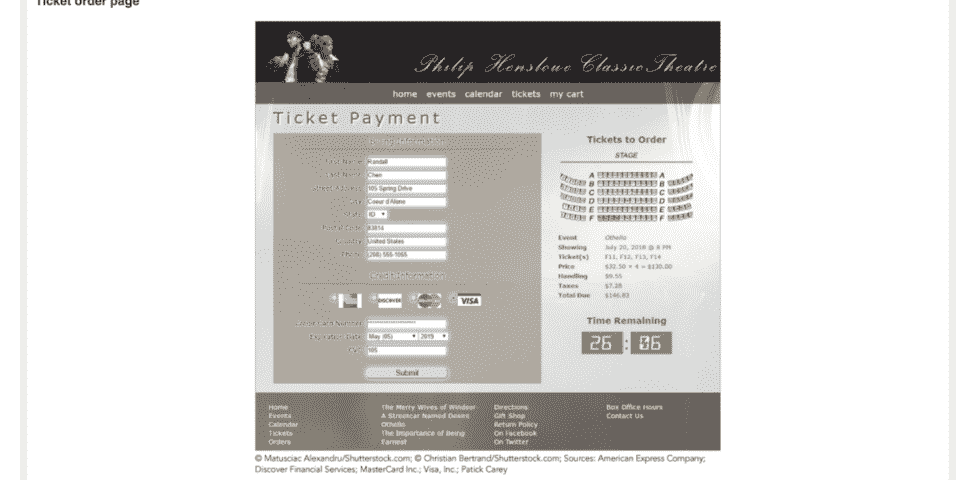 Ticket order page
Philip Henslowe Classic Theatre
home events calendar tickets my cart
Ticket Payment
Billing Information
First Name Randall
Last Name Chen
Street Address 105 Spring Drive
City Coeur d'Alene
State ID
Postal Code 83814
Country United States
Phone
Credit Information
DISCOVER
VISA
Credit Card Number
Expiration Date May (05) 2019
CVC 105
Submit
Tickets to Order
STAGE
A A
B B
C C
D D
E E
F F
Event Othello
Showing July 20, 2018 @ 8 PM
Ticket(s) F11, F12, F13, F14
Price $32.50 × 4 = $130.00
Handling $9.55
Taxes $7.28
Total Due $146.83
Time Remaining
26 : 06
Home
Events
Calendar
Tickets
Orders
The Merry Wives of Windsor
A Streetcar Named Desire
Othello
The Importance of Being
Earnest
Directions
Gift Shop
Return Policy
On Facebook
On Twitter
Box Office Hours
Contact Us
© Matusciac Alexandru/Shutterstock.com; © Christian Bertrand/Shutterstock.com; Sources: American Express Company;
Discover Financial Services; MasterCard Inc.; Visa, Inc.; Patick Carey